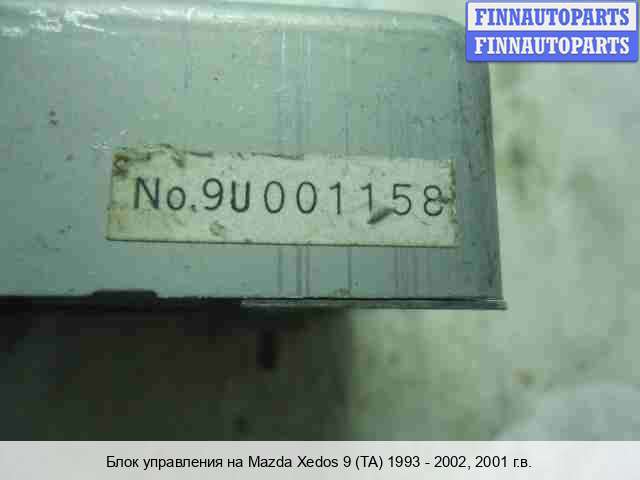 FINNAUTOPARTS
FINNAUTOPARTS
No.9U001158
Блок управления на Mazda Xedos 9 (TA) 1993 - 2002, 2001 г.в.